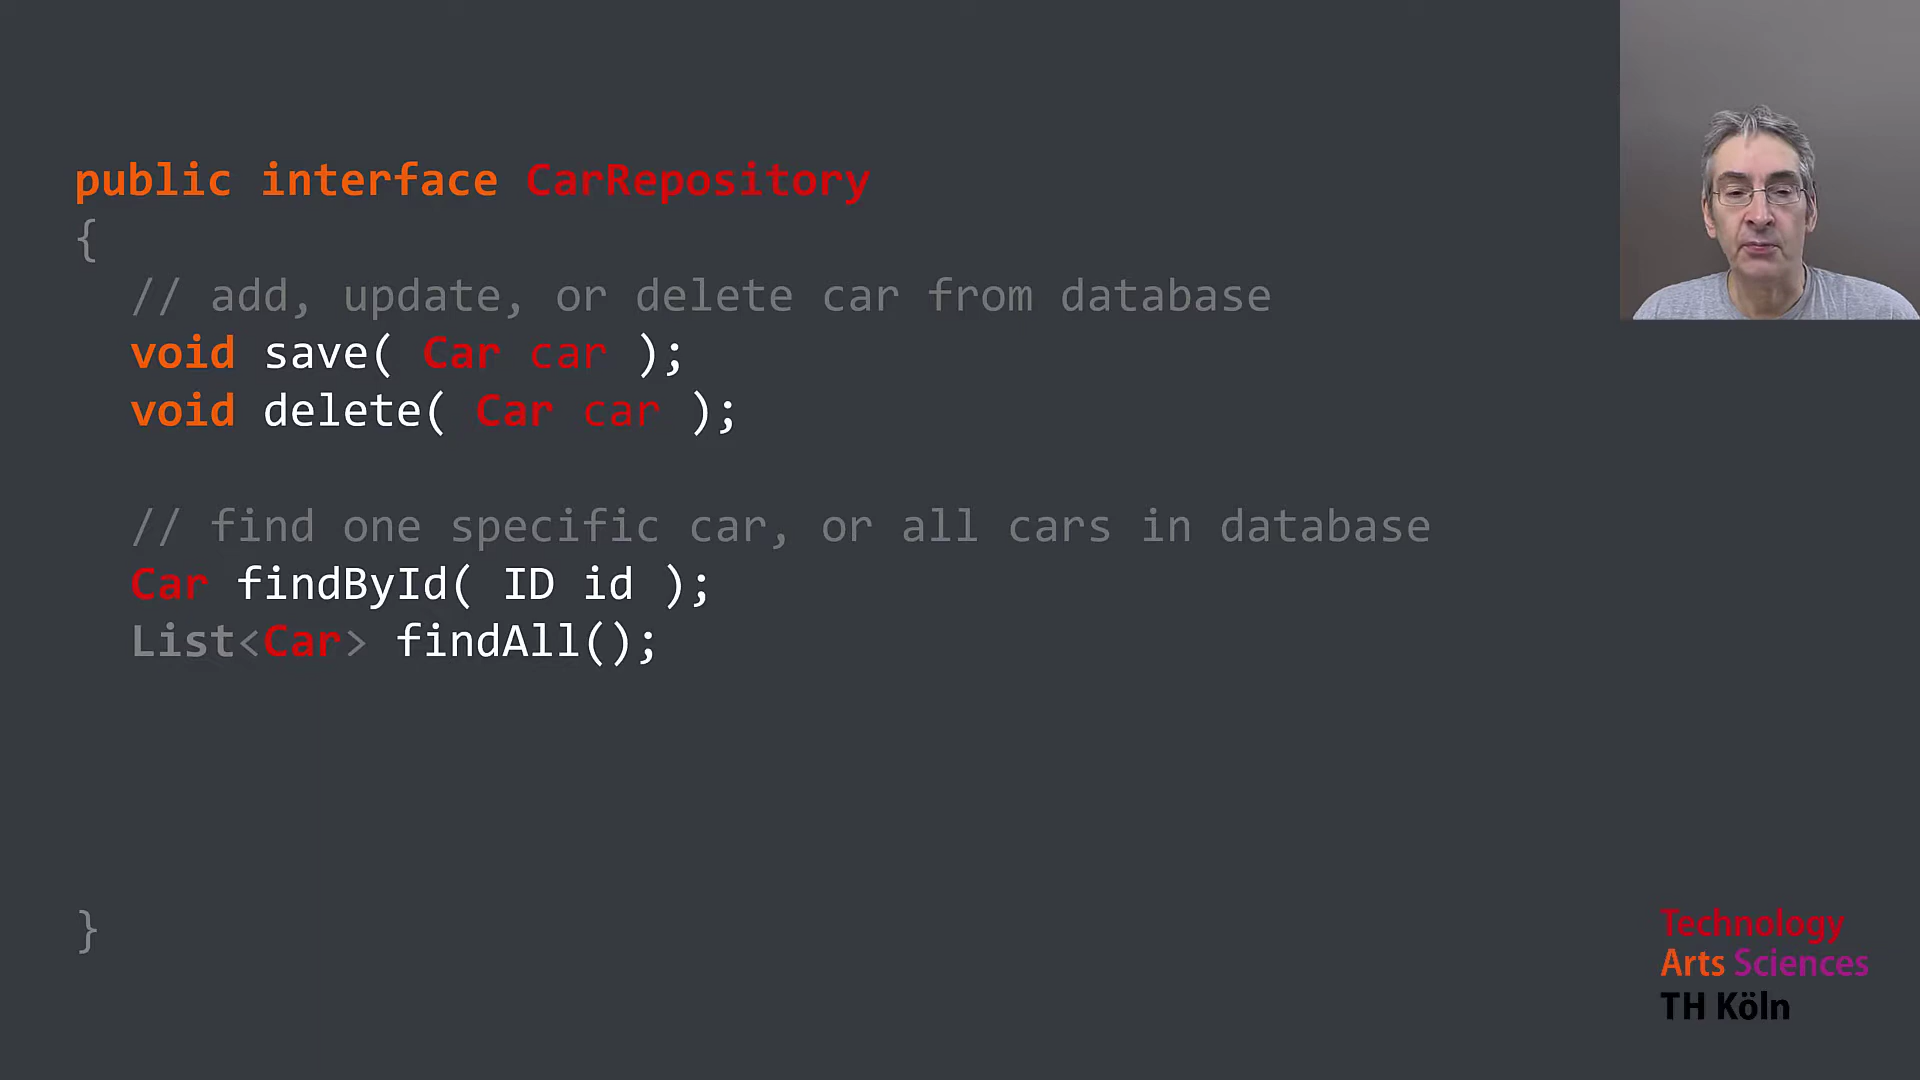 public interface CarRepository
{
// add, update, or delete car from database
void save( Car car );
void delete( Car car );
// find one specific car, or all cars in database
Car findById( ID id );
List<Car> findAll();
}
Technology
Arts Sciences
TH Köln